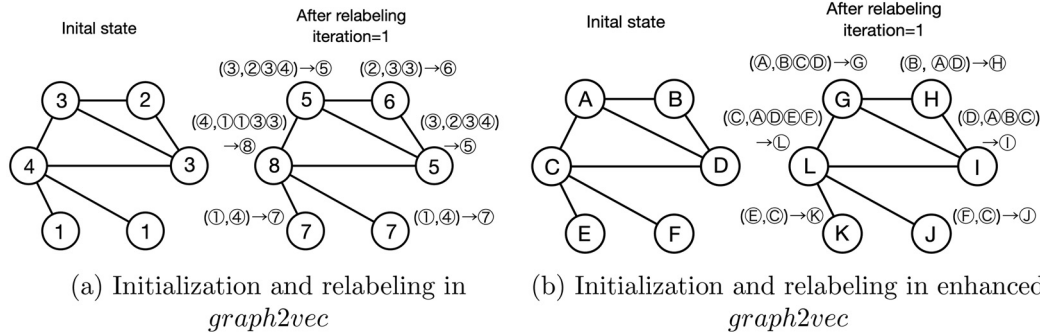 Inital state
After relabeling
iteration=1
(③,②③④)→⑤
(②,③③)→⑥
3
2
5
6
(④,①①③③)
→⑧
(③,②③④)
→⑤
4
3
8
5
(①,④)→⑦
(①,④)→⑦
1
1
7
7
(a) Initialization and relabeling in
graph2vec
Inital state
After relabeling
iteration=1
(Ⓐ,ⒷⒸⒹ)→Ⓖ
(Ⓑ, ⒶⒹ)→Ⓗ
A
B
G
H
(Ⓒ,ⒶⒹⒺⒻ)
→Ⓛ
(Ⓓ,ⒶⒷⒸ)
→Ⓘ
C
D
L
I
(Ⓔ,Ⓒ)→Ⓚ
(Ⓕ,Ⓒ)→Ⓙ
E
F
K
J
(b) Initialization and relabeling in enhanced
graph2vec